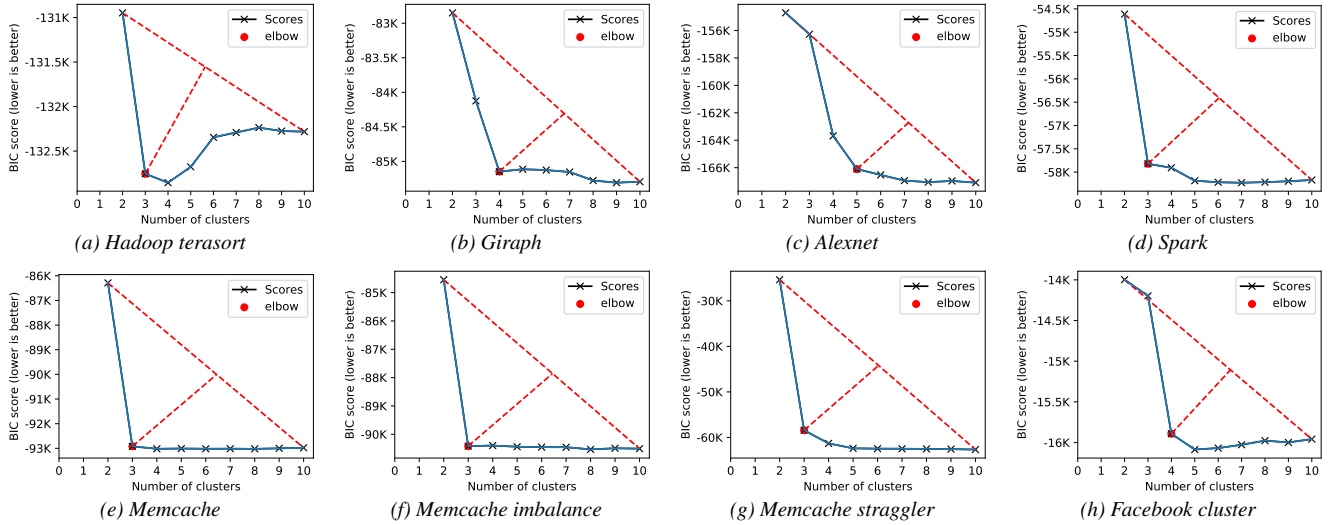 -131K
-131.5K
-132K
-132.5K
BIC score (lower is better)
0 1 2 3 4 5 6 7 8 9 10
Number of clusters
Scores
elbow
(a) Hadoop terasort
-83K
-84K
-85K
BIC score (lower is better)
0 1 2 3 4 5 6 7 8 9 10
Number of clusters
Scores
elbow
(b) Giraph
-156K
-158K
-160K
-162K
-164K
-166K
BIC score (lower is better)
0 1 2 3 4 5 6 7 8 9 10
Number of clusters
Scores
elbow
(c) Alexnet
-54.5K
-55K
-55.5K
-56K
-56.5K
-57K
-57.5K
-58K
BIC score (lower is better)
0 1 2 3 4 5 6 7 8 9 10
Number of clusters
Scores
elbow
(d) Spark
-86K
-87K
-88K
-89K
-90K
-91K
-92K
-93K
BIC score (lower is better)
0 1 2 3 4 5 6 7 8 9 10
Number of clusters
Scores
elbow
(e) Memcache
-85K
-86K
-87K
-88K
-89K
-90K
BIC score (lower is better)
0 1 2 3 4 5 6 7 8 9 10
Number of clusters
Scores
elbow
(f) Memcache imbalance
-30K
-40K
-50K
-60K
BIC score (lower is better)
0 1 2 3 4 5 6 7 8 9 10
Number of clusters
Scores
elbow
(g) Memcache straggler
-14K
-14.5K
-15K
-15.5K
-16K
BIC score (lower is better)
0 1 2 3 4 5 6 7 8 9 10
Number of clusters
Scores
elbow
(h) Facebook cluster